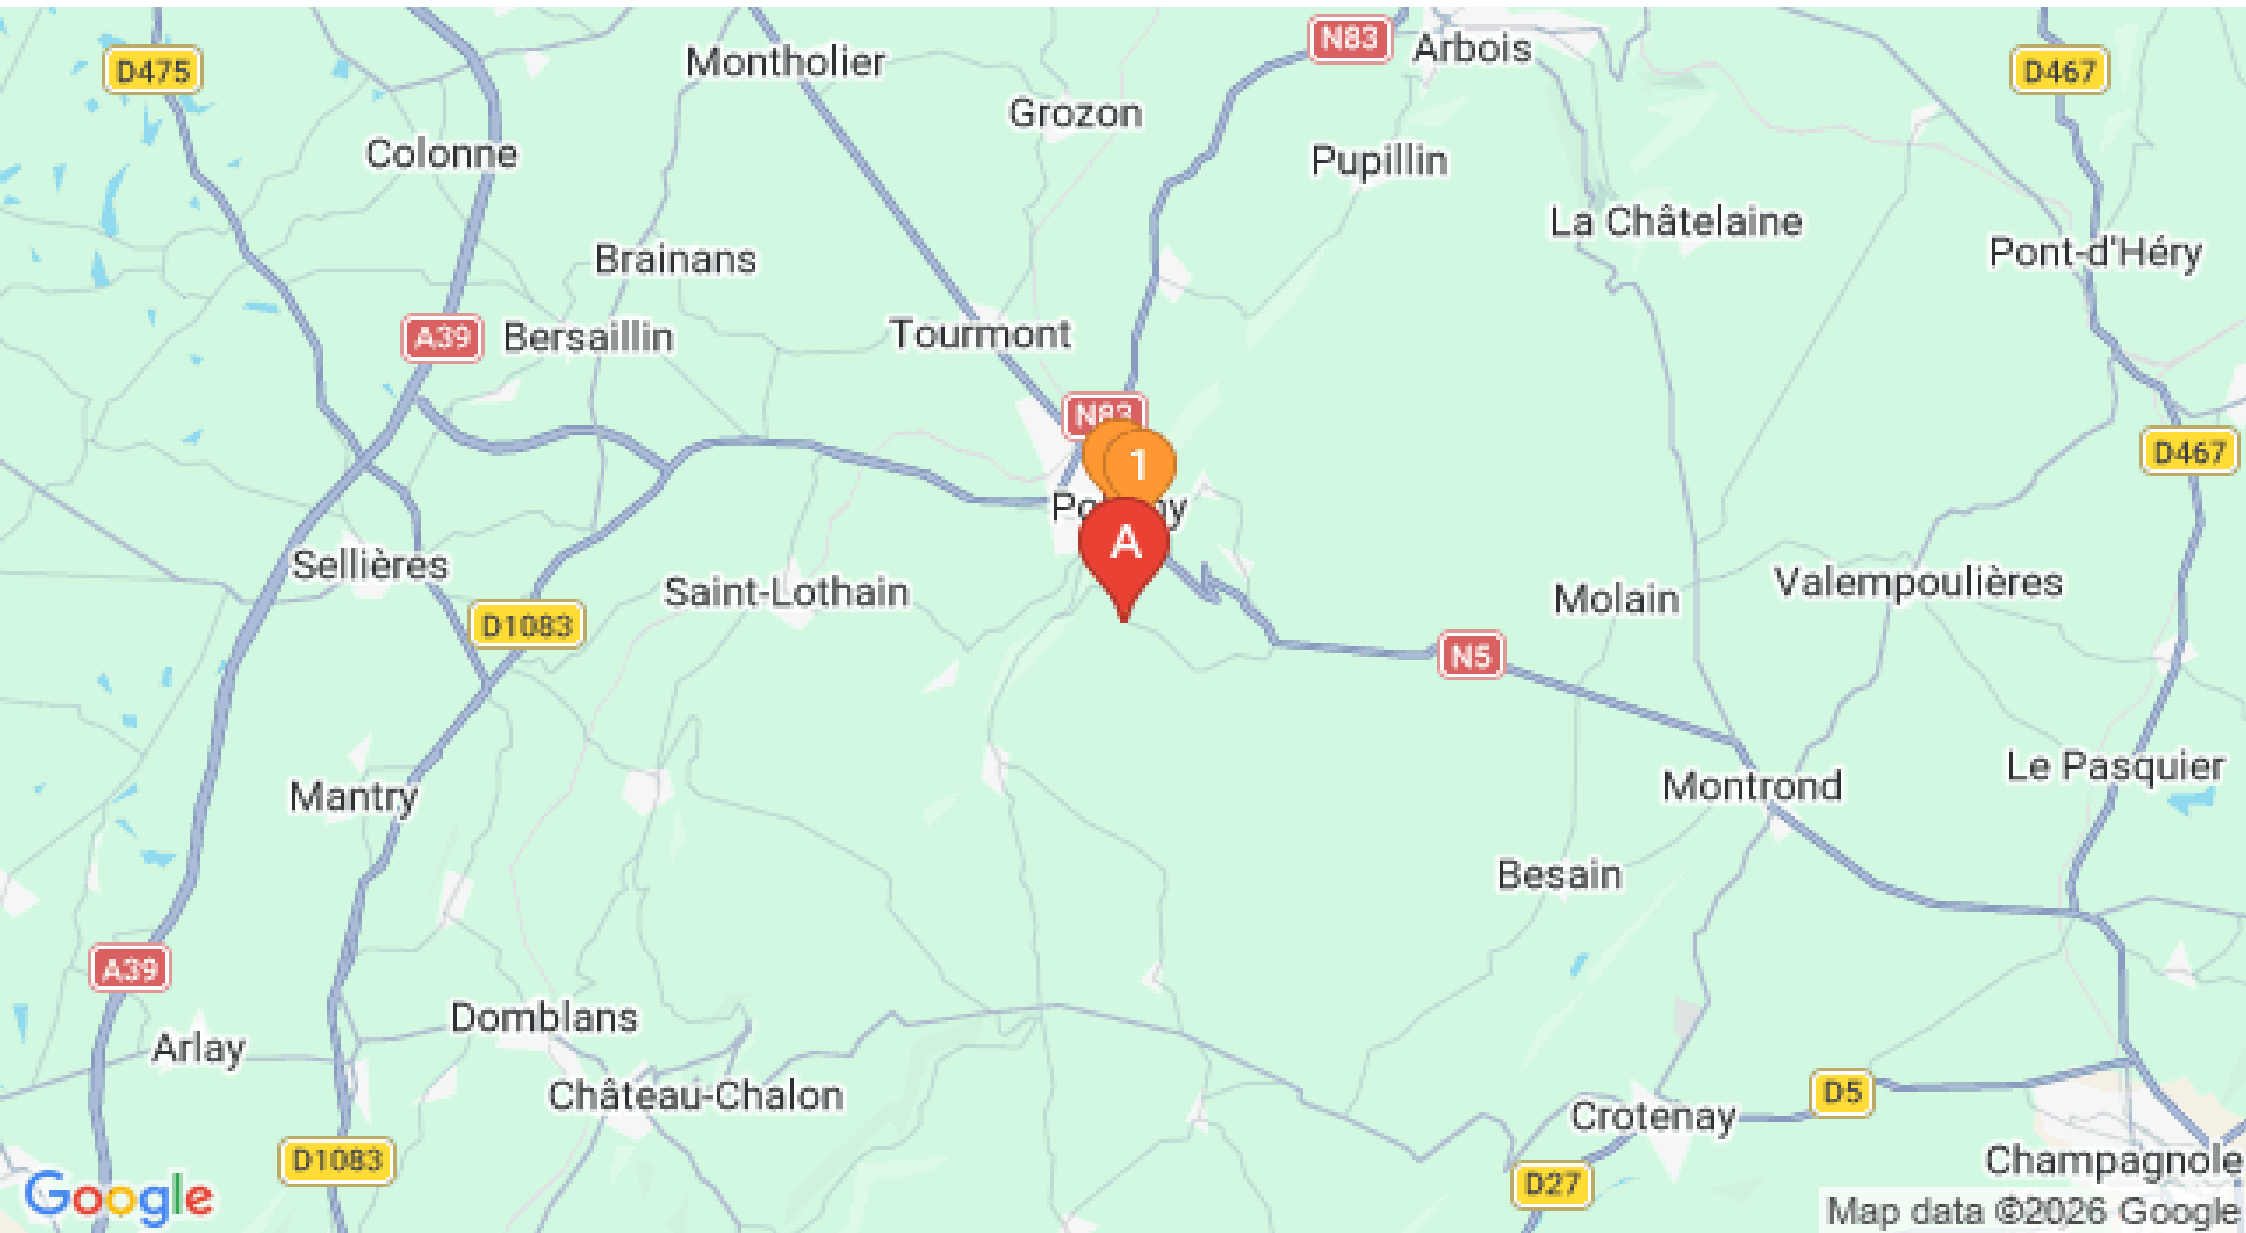 N83
Arbois
D475
Montholier
D467
Grozon
Colonne
Pupillin
La Châtelaine
Brainans
Pont-d'Héry
A39
Bersaillin
Tourmont
N83
1
D467
A
Sellières
Saint-Lothain
Molain
Valempoulières
D1083
N5
Mantry
Montrond
Le Pasquier
Besain
A39
Domblans
Arlay
Château-Chalon
D5
Crotenay
D1083
Champagnole
D27
Google
Map data ©2026 Google